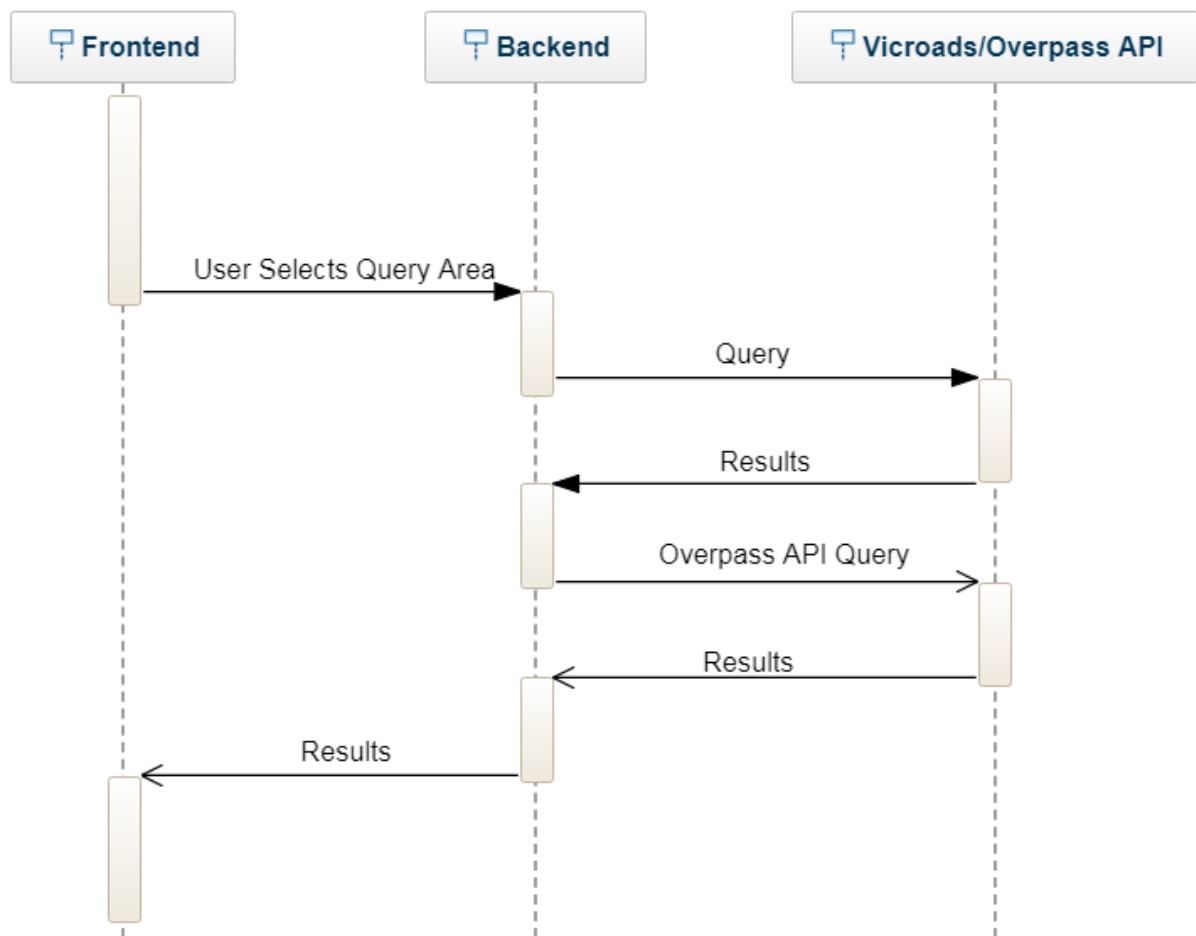 Frontend
Backend
Vicroads/Overpass API
User Selects Query Area
Query
Results
Overpass API Query
Results
Results